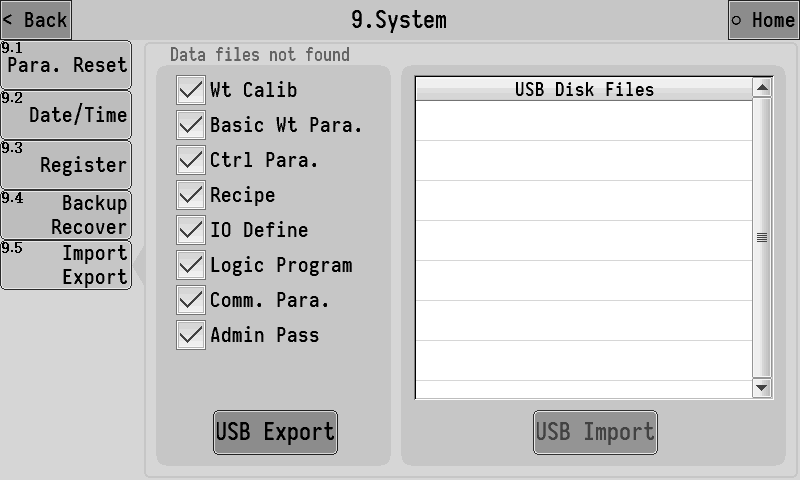 < Back
9.System
○ Home
9.1
Para. Reset
9.2
Date/Time
9.3
Register
9.4
Backup
Recover
9.5
Import
Export
Data files not found
Wt Calib
Basic Wt Para.
Ctrl Para.
Recipe
IO Define
Logic Program
Comm. Para.
Admin Pass
USB Export
USB Disk Files
USB Import